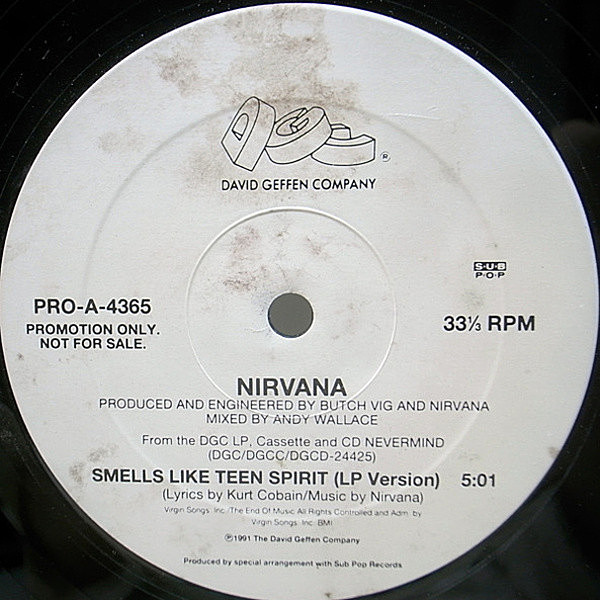 DGC ®
DAVID GEFFEN COMPANY
SUB
POP
PRO-A-4365
33⅓ RPM
PROMOTION ONLY.
NOT FOR SALE.
NIRVANA
PRODUCED AND ENGINEERED BY BUTCH VIG AND NIRVANA
MIXED BY ANDY WALLACE
From the DGC LP, Cassette and CD NEVERMIND
(DGC/DGCC/DGCD-24425)
SMELLS LIKE TEEN SPIRIT (LP Version) 5:01
(Lyrics by Kurt Cobain/Music by Nirvana)
Virgin Songs, Inc./The End Of Music All Rights Controlled and Adm. by
Virgin Songs, Inc. BMI
℗1991 The David Geffen Company
Produced by special arrangement with Sub Pop Records